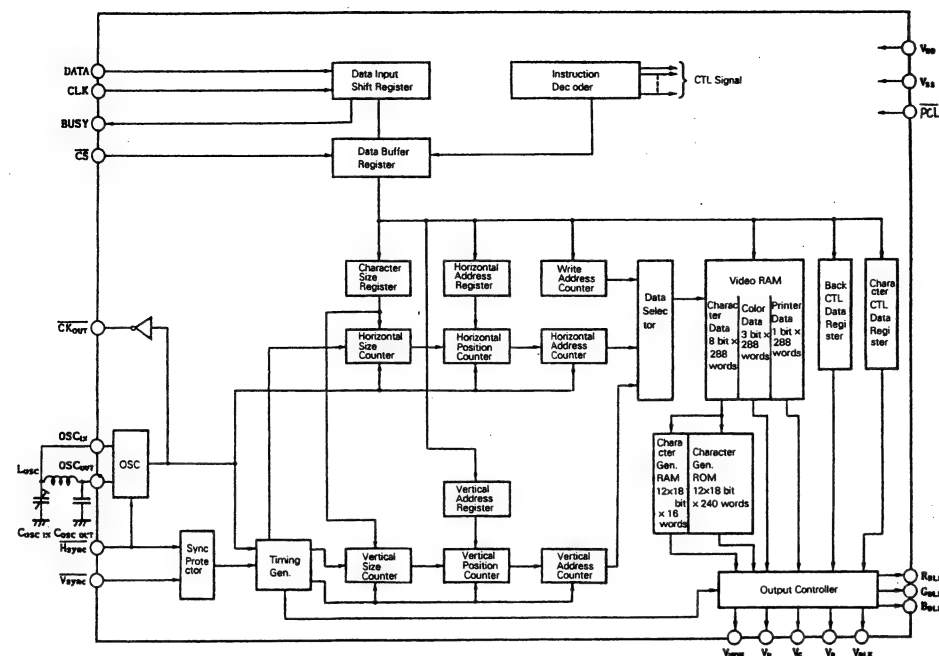 DATA
CLK
BUSY
CS
Data Input
Shift Register
Instruction
Dec oder
CTL Signal
VDD
VSS
PCL
Data Buffer
Register
Character
Size
Register
Horizontal
Address
Register
Write Address
Counter
Data
Selec
tor
Video RAM
Charac
ter
Data
8 bit ×
288
words
Color
Data
3 bit ×
288
words
Printer
Data
1 bit ×
288
words
Back
CTL
Data
Regi
ster
Chara
cter
CTL
Data
Regi
ster
CKOUT
Horizontal
Size
Counter
Horizontal
Position
Counter
Horizontal
Address
Counter
OSCIN
LOSC
OSCOUT
OSC
COSC IN
COSC OUT
Chara
cter
Gen.
RAM
12×18
bit
× 16
words
Character
Gen.
ROM
12×18 bit
× 240 words
Vertical
Address
Register
Hsync
Vsync
Sync
Prote
ctor
Timing
Gen.
Vertical
Size
Counter
Vertical
Position
Counter
Vertical
Address
Counter
Output Controller
VR
VG
VB
VBLK